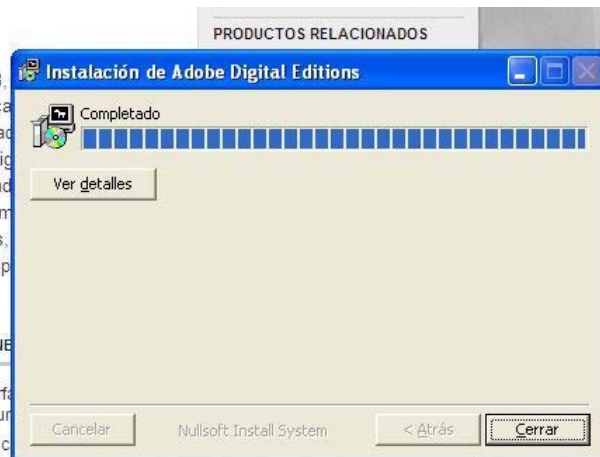 PRODUCTOS RELACIONADOS
Instalación de Adobe Digital Editions
Completado
Ver detalles
Cancelar
Nullsoft Install System
< Atrás
Cerrar